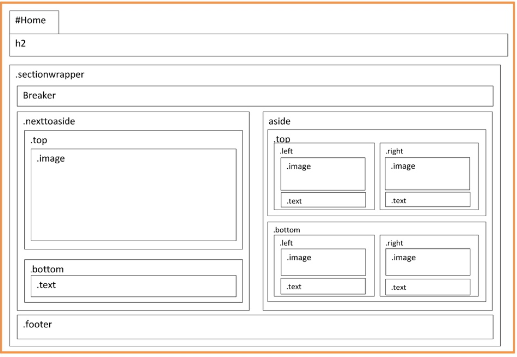 #Home
h2
.sectionwrapper
Breaker
.nexttoaside
.top
.image
.bottom
.text
aside
.top
.left
.image
.text
.right
.image
.text
.bottom
.left
.image
.text
.right
.image
.text
.footer